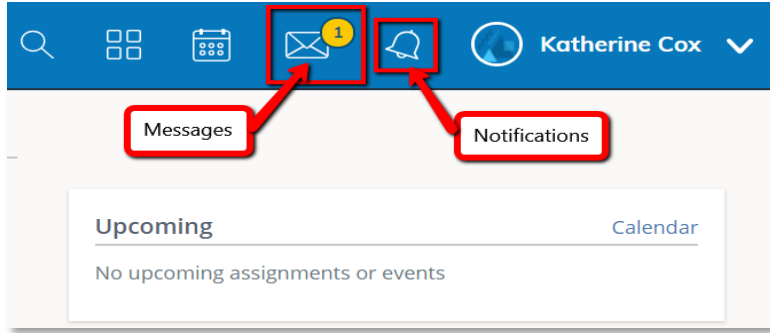 1
Katherine Cox
Messages
Notifications
Upcoming
Calendar
No upcoming assignments or events